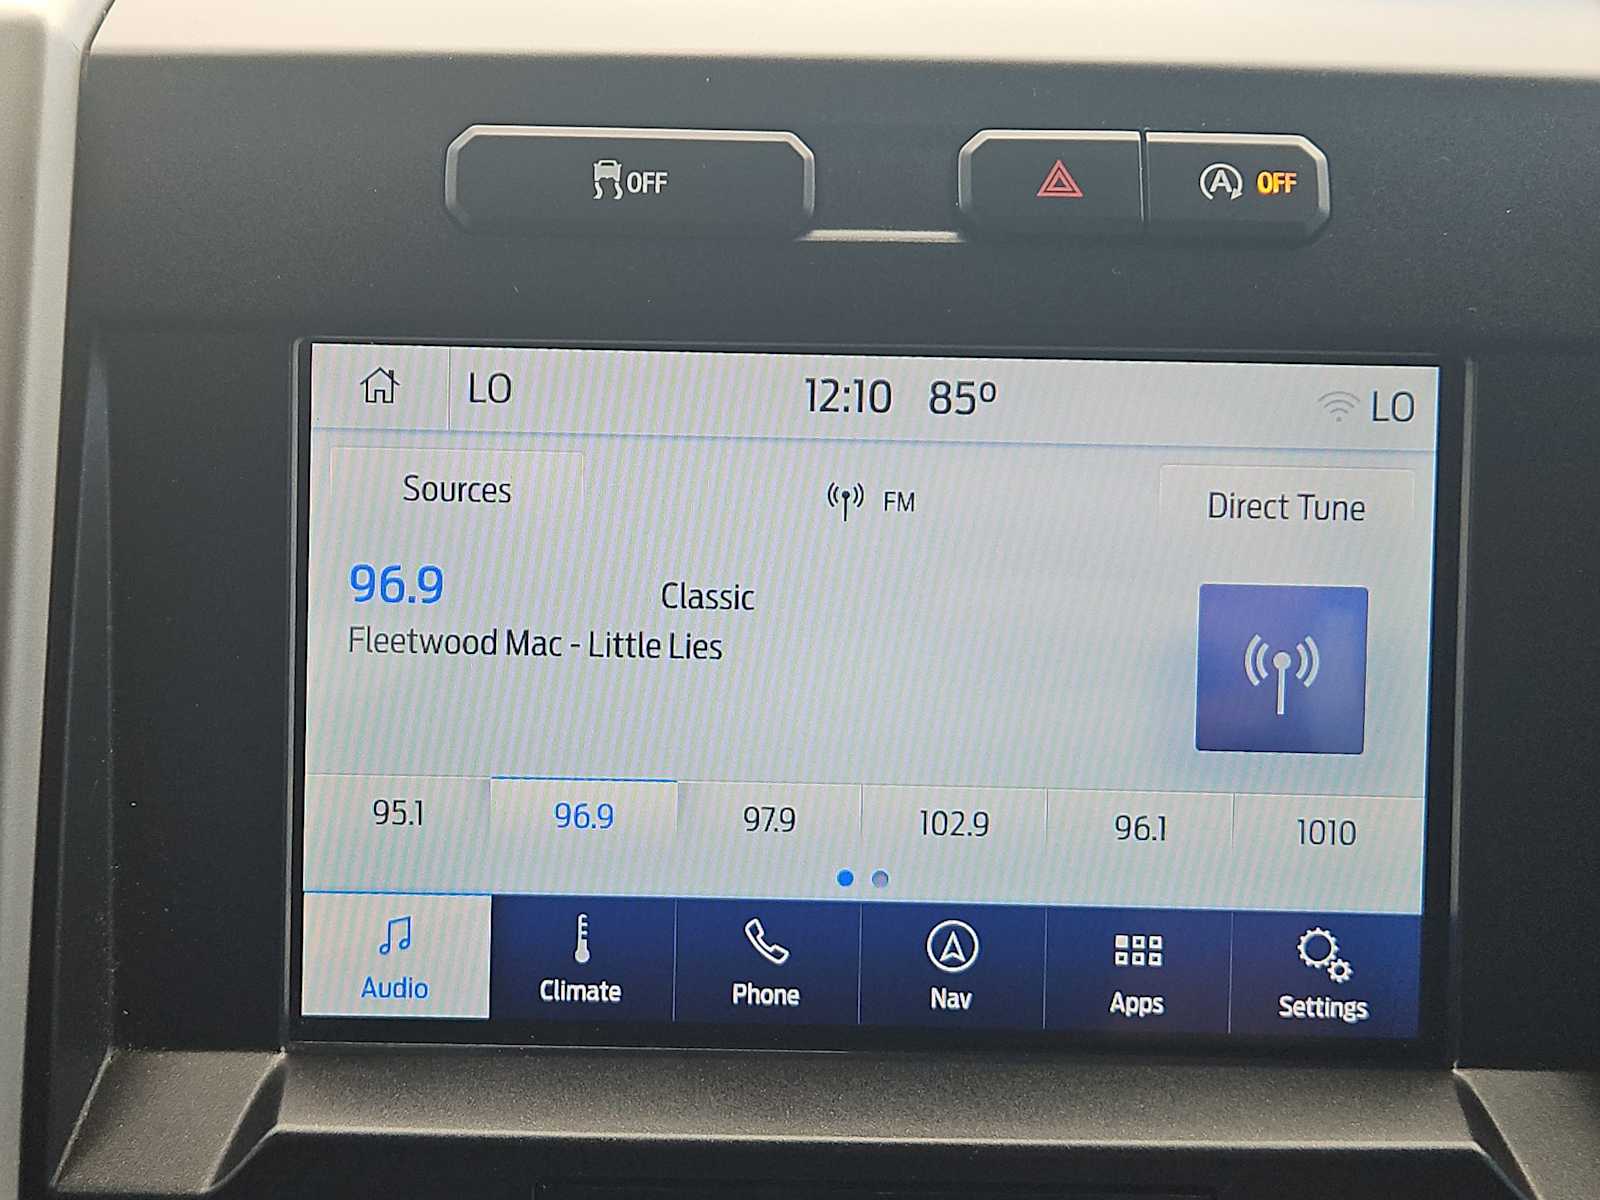 OFF
A OFF
LO 12:10 85° LO
Sources FM Direct Tune
96.9 Classic
Fleetwood Mac - Little Lies
95.1 96.9 97.9 102.9 96.1 1010
Audio Climate Phone Nav Apps Settings